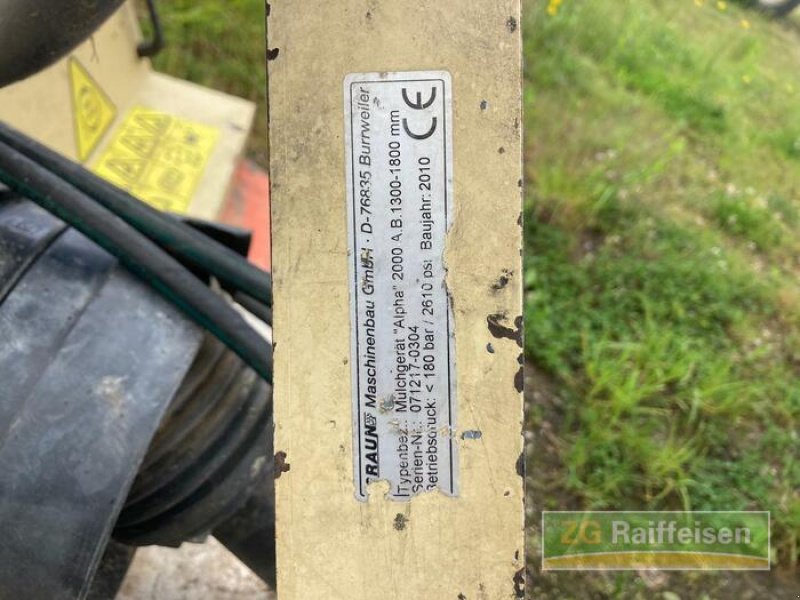 BRAUN Maschinenbau GmbH · D-76835 Burrweiler
Typenbez.: Mulchgerät "Alpha" 2000 A.B.1300-1800 mm
Serien-Nr.: 071217-0304
Betriebsdruck: < 180 bar / 2610 psi Baujahr: 2010
CE
ZG Raiffeisen